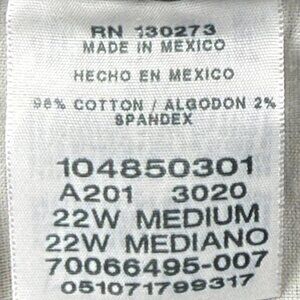 RN 130273
MADE IN MEXICO
HECHO EN MEXICO
98% COTTON / ALGODON 2%
SPANDEX
104850301
A201 3020
22W MEDIUM
22W MEDIANO
70066495-007
051071799317